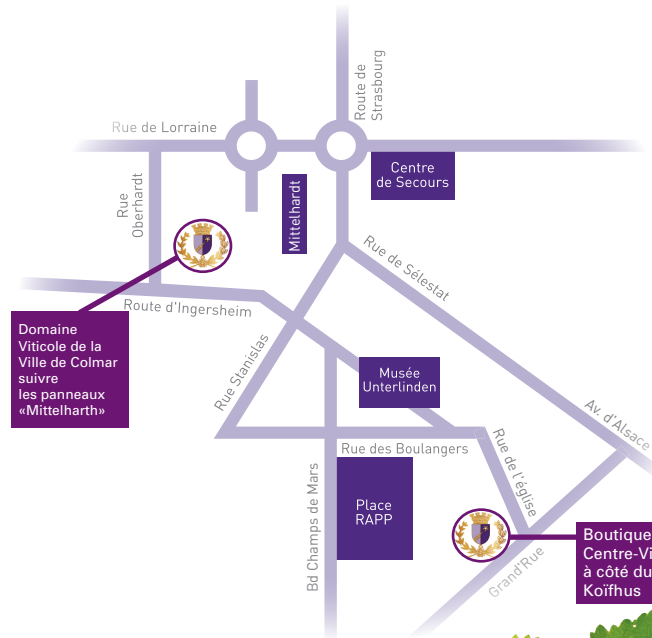 Route de
Strasbourg
Rue de Lorraine
Centre
de Secours
Mittelhardt
Rue
Oberhardt
Rue de Sélestat
Route d'Ingersheim
Domaine
Viticole de la
Ville de Colmar
suivre
les panneaux
«Mittelharth»
Rue Stanislas
Musée
Unterlinden
Av. d'Alsace
Rue des Boulangers
Rue de l'église
Bd Champs de Mars
Place
RAPP
Grand'Rue
Boutique
Centre-Vi
à côté du
Koïfhus